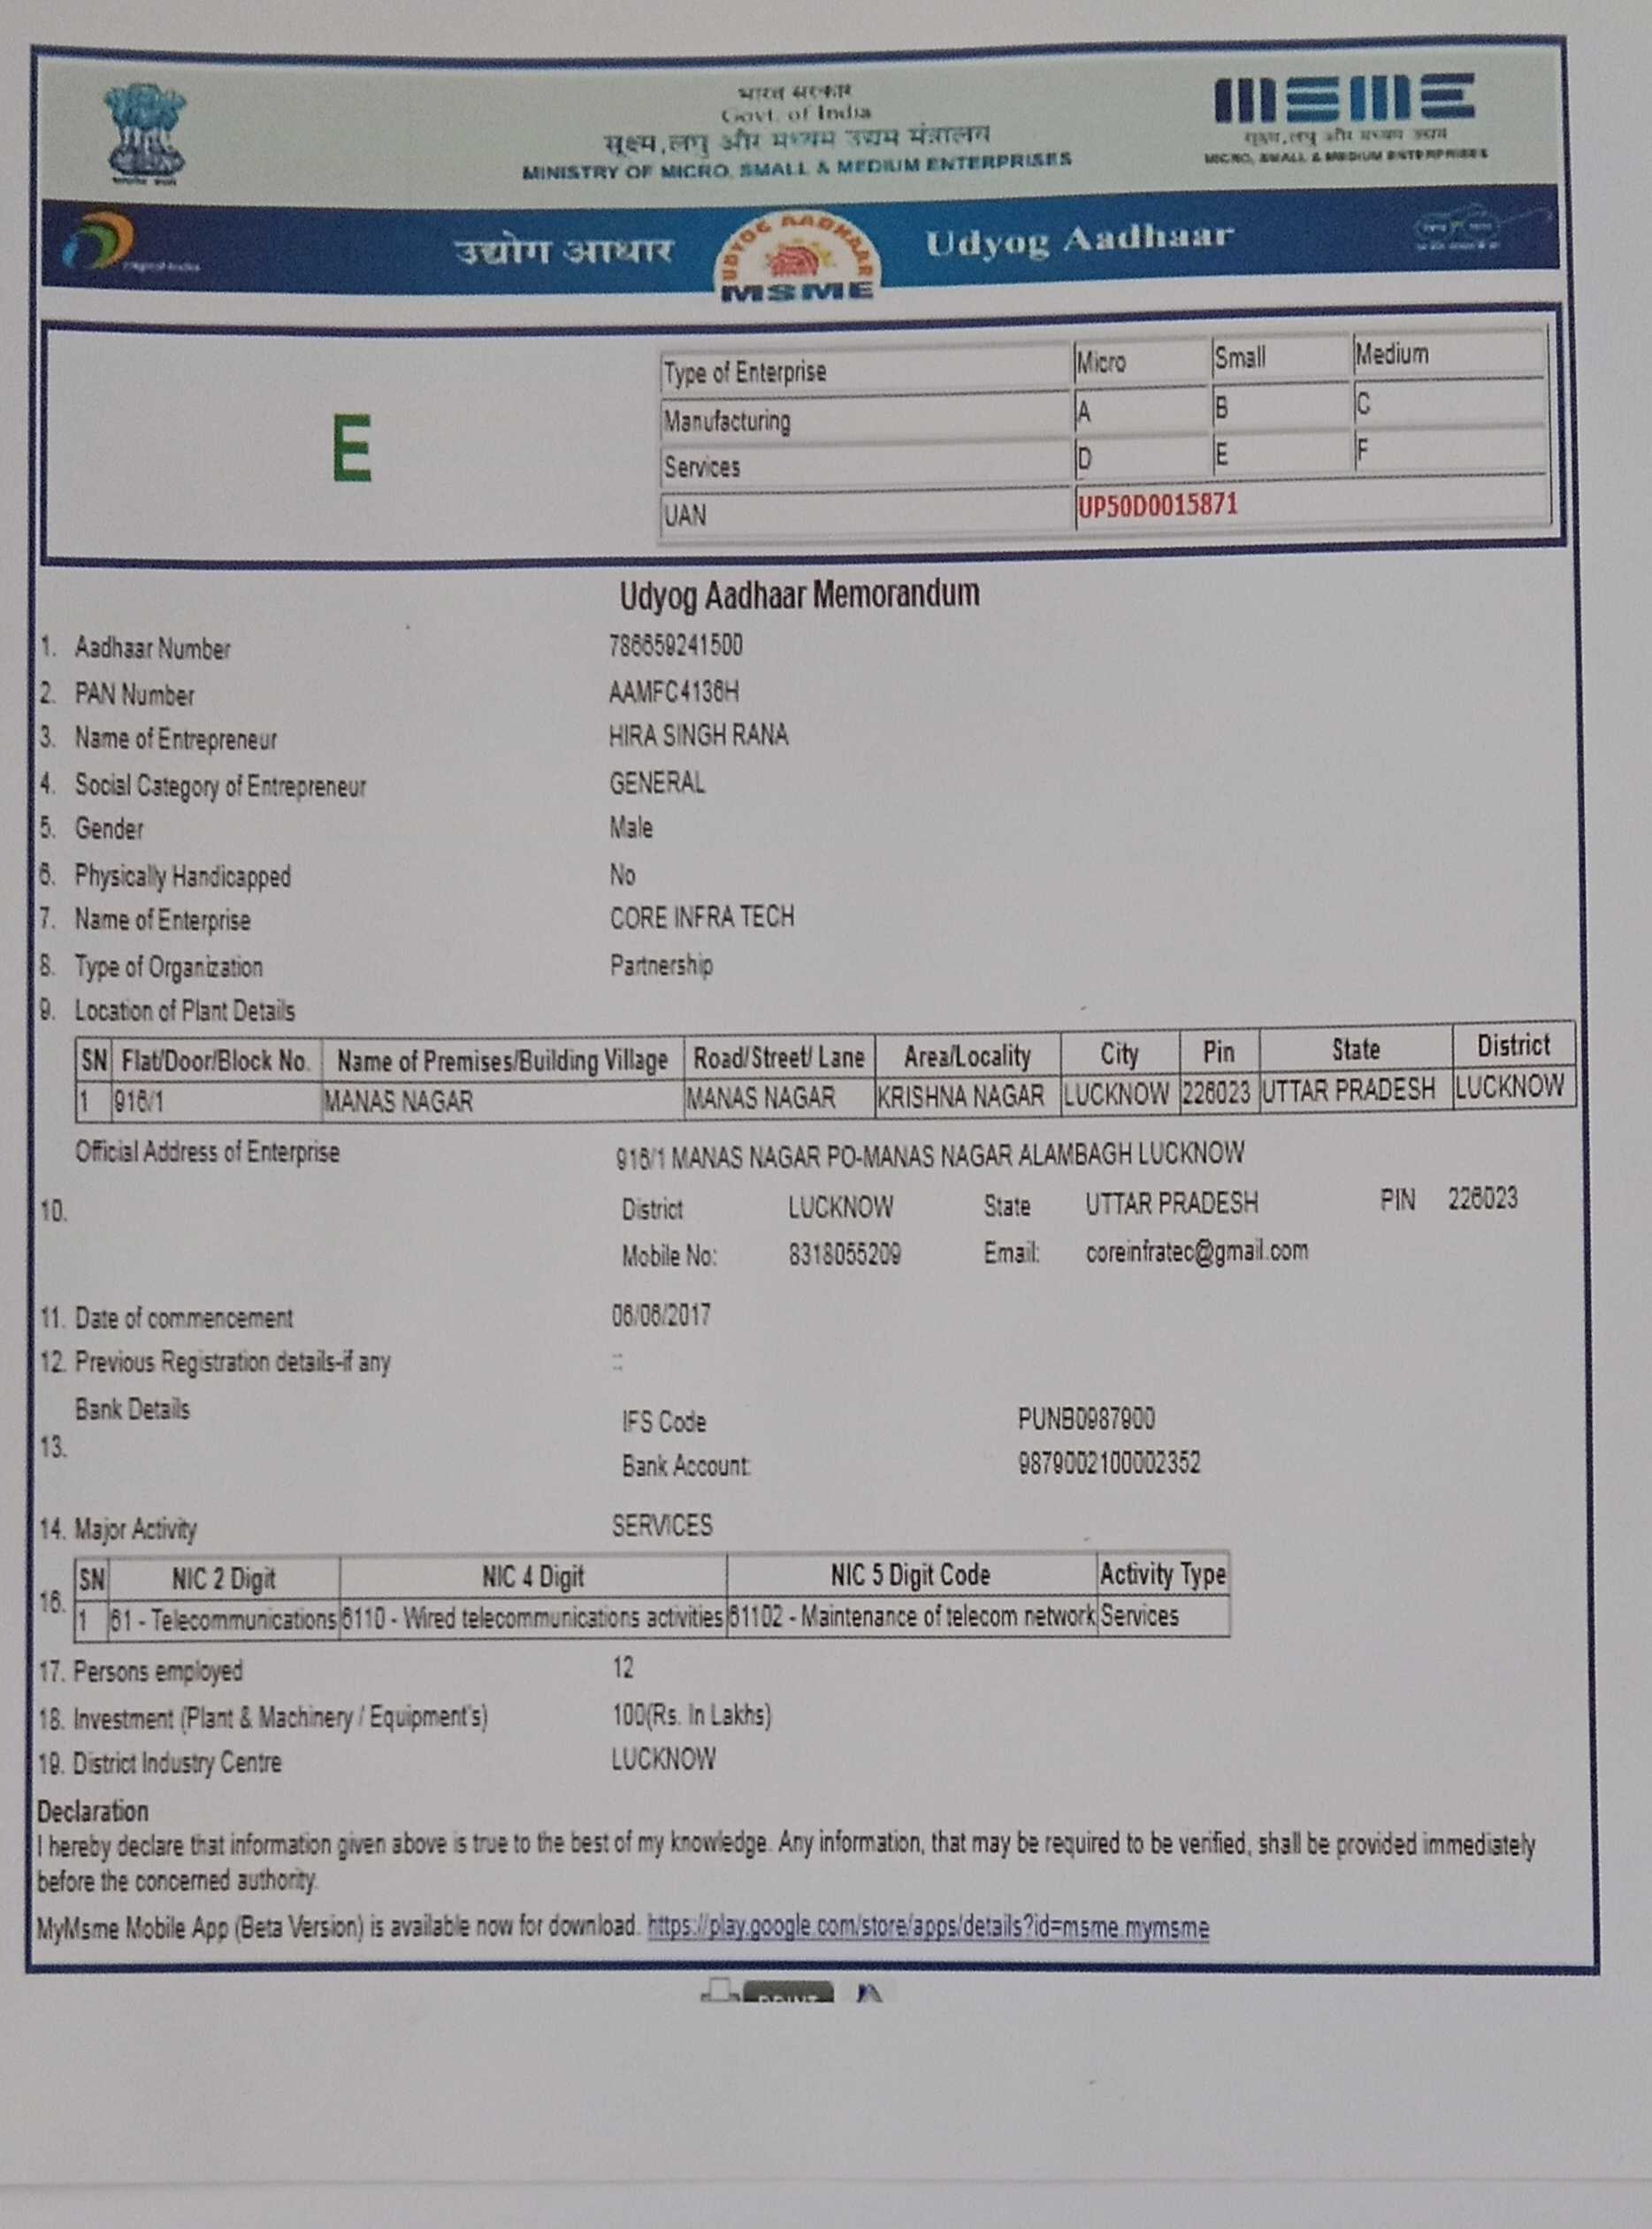 भारत सरकार
Govt. of India
सूक्ष्म,लघु और मध्यम उद्यम मंत्रालय
MINISTRY OF MICRO, SMALL & MEDIUM ENTERPRISES
MSME
सूक्ष्म,लघु और मध्यम उद्यम
MICRO, SMALL & MEDIUM ENTERPRISES
उद्योग आधार
UDYOG AADHAAR
MSME
Udyog Aadhaar
E
Type of Enterprise Micro Small Medium
Manufacturing A B C
Services D E F
UAN UP50D0015871
Udyog Aadhaar Memorandum
1. Aadhaar Number 786659241500
2. PAN Number AAMFC4136H
3. Name of Entrepreneur HIRA SINGH RANA
4. Social Category of Entrepreneur GENERAL
5. Gender Male
6. Physically Handicapped No
7. Name of Enterprise CORE INFRA TECH
8. Type of Organization Partnership
9. Location of Plant Details
SN Flat/Door/Block No. Name of Premises/Building Village Road/Street/ Lane Area/Locality City Pin State District
1 916/1 MANAS NAGAR MANAS NAGAR KRISHNA NAGAR LUCKNOW 226023 UTTAR PRADESH LUCKNOW
Official Address of Enterprise 916/1 MANAS NAGAR PO-MANAS NAGAR ALAMBAGH LUCKNOW
10. District LUCKNOW State UTTAR PRADESH PIN 226023
Mobile No: 8318055209 Email: coreinfratec@gmail.com
11. Date of commencement 06/06/2017
12. Previous Registration details-if any ::
Bank Details IFS Code PUNB0987900
13. Bank Account: 9879002100002352
14. Major Activity SERVICES
SN NIC 2 Digit NIC 4 Digit NIC 5 Digit Code Activity Type
16. 1 61 - Telecommunications 6110 - Wired telecommunications activities 61102 - Maintenance of telecom network Services
17. Persons employed 12
18. Investment (Plant & Machinery / Equipment's) 100(Rs. In Lakhs)
19. District Industry Centre LUCKNOW
Declaration
I hereby declare that information given above is true to the best of my knowledge. Any information, that may be required to be verified, shall be provided immediately
before the concerned authority.
MyMsme Mobile App (Beta Version) is available now for download. https://play.google.com/store/apps/details?id=msme.mymsme